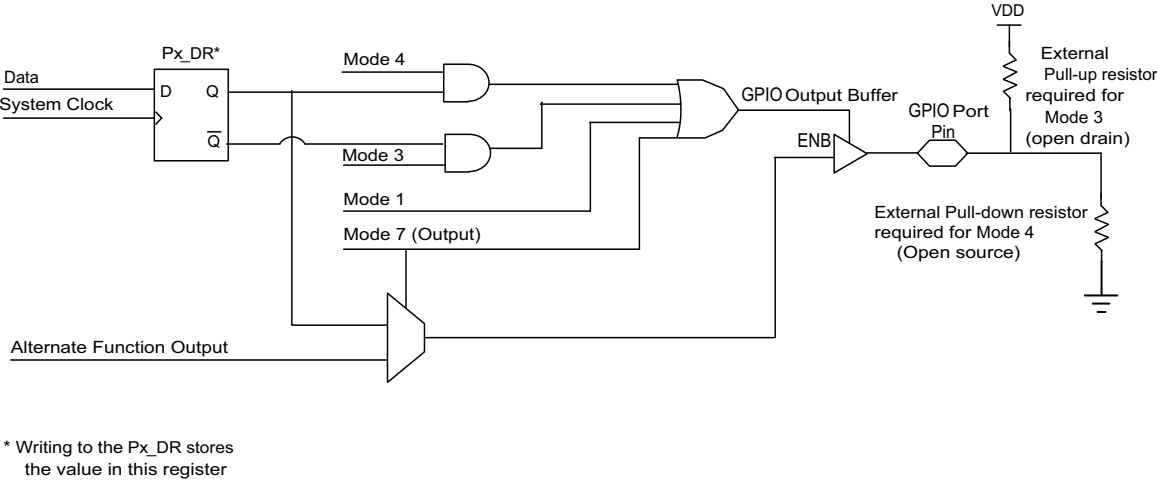 VDD
Px_DR*
Mode 4
External
Pull-up resistor
required for
Mode 3
(open drain)
Data
D Q
GPIO Output Buffer
GPIO Port
Pin
System Clock
Q
ENB
Mode 3
Mode 1
External Pull-down resistor
required for Mode 4
(Open source)
Mode 7 (Output)
Alternate Function Output
* Writing to the Px_DR stores
the value in this register